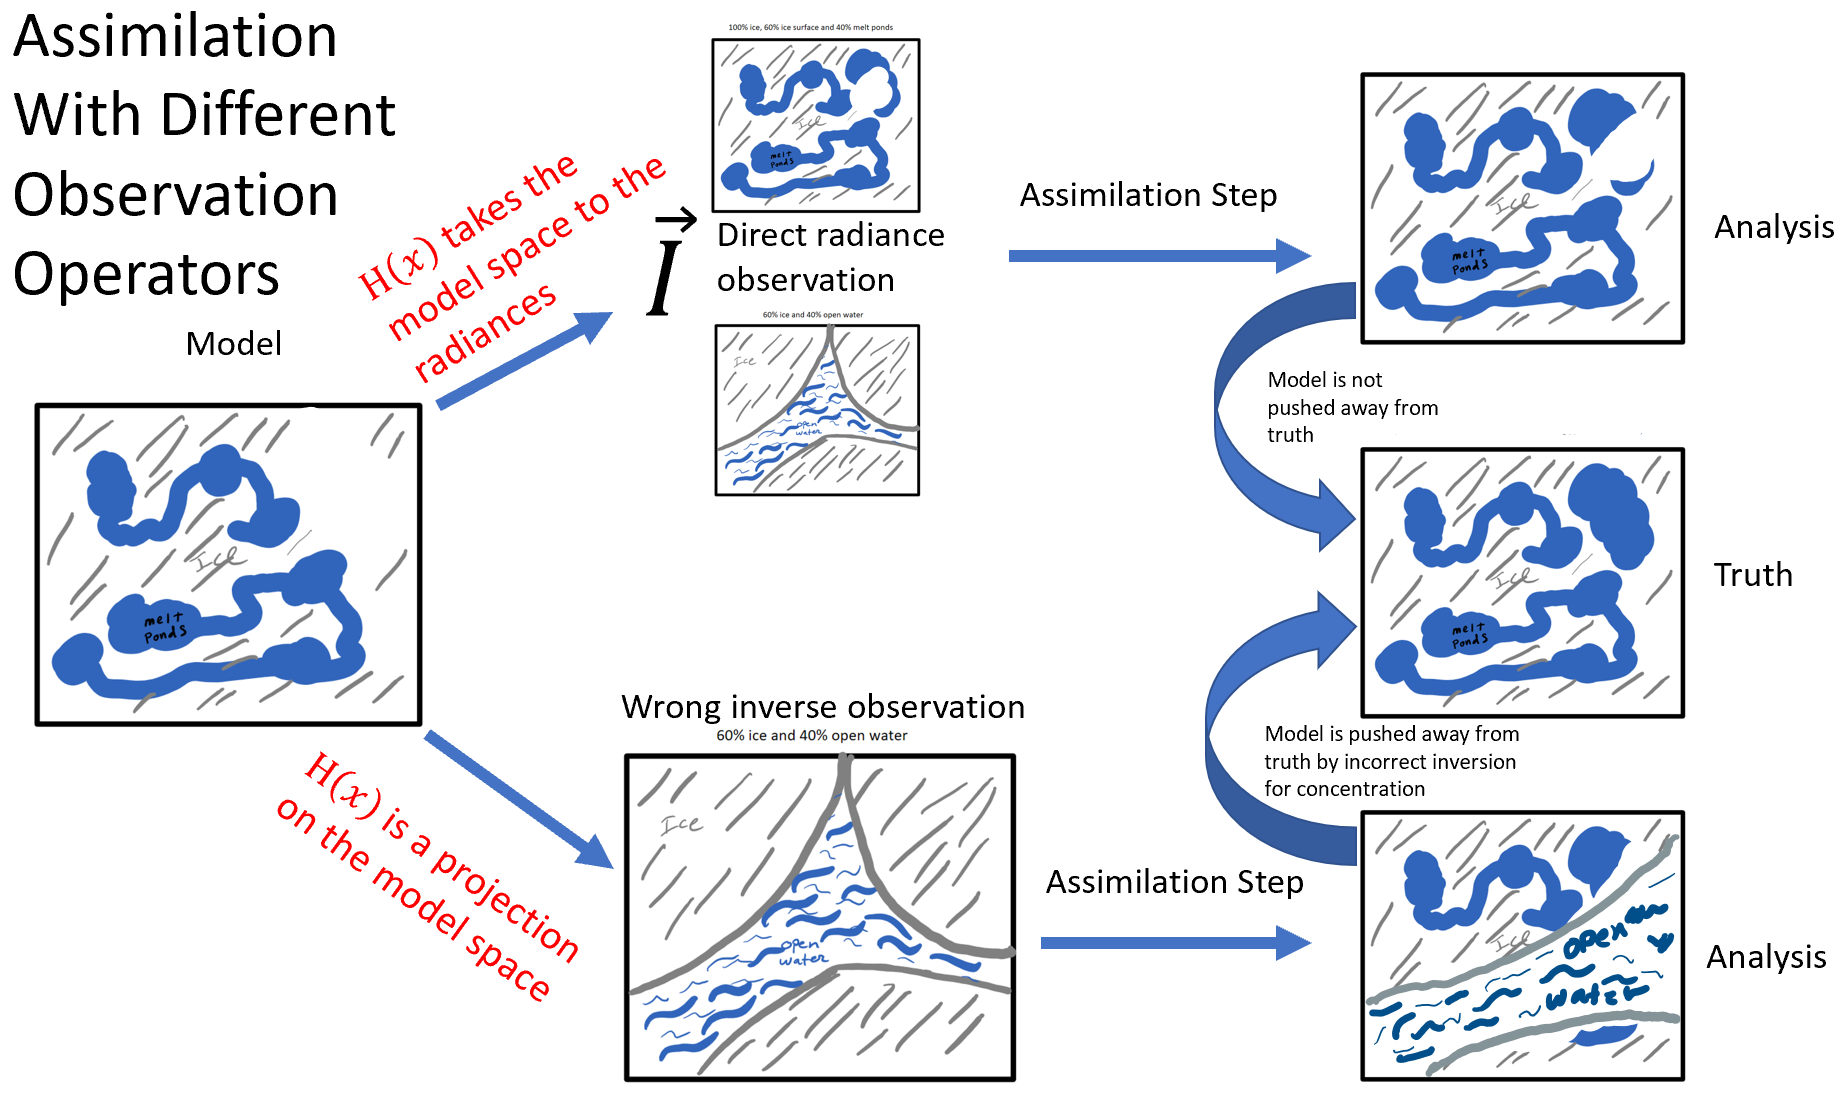 Assimilation
With Different
Observation
Operators
Model
Ice
melt
Ponds
H(x) takes the
model space to the
radiances
I
100% ice, 60% ice surface and 40% melt ponds
Ice
melt
Ponds
Direct radiance
observation
60% ice and 40% open water
Ice
open
water
Assimilation Step
Ice
melt
Ponds
Analysis
Model is not
pushed away from
truth
Ice
melt
Ponds
Truth
H(x) is a projection
on the model space
Wrong inverse observation
60% ice and 40% open water
Ice
open
water
Assimilation Step
Model is pushed away from
truth by incorrect inversion
for concentration
Ice
open
water
Analysis